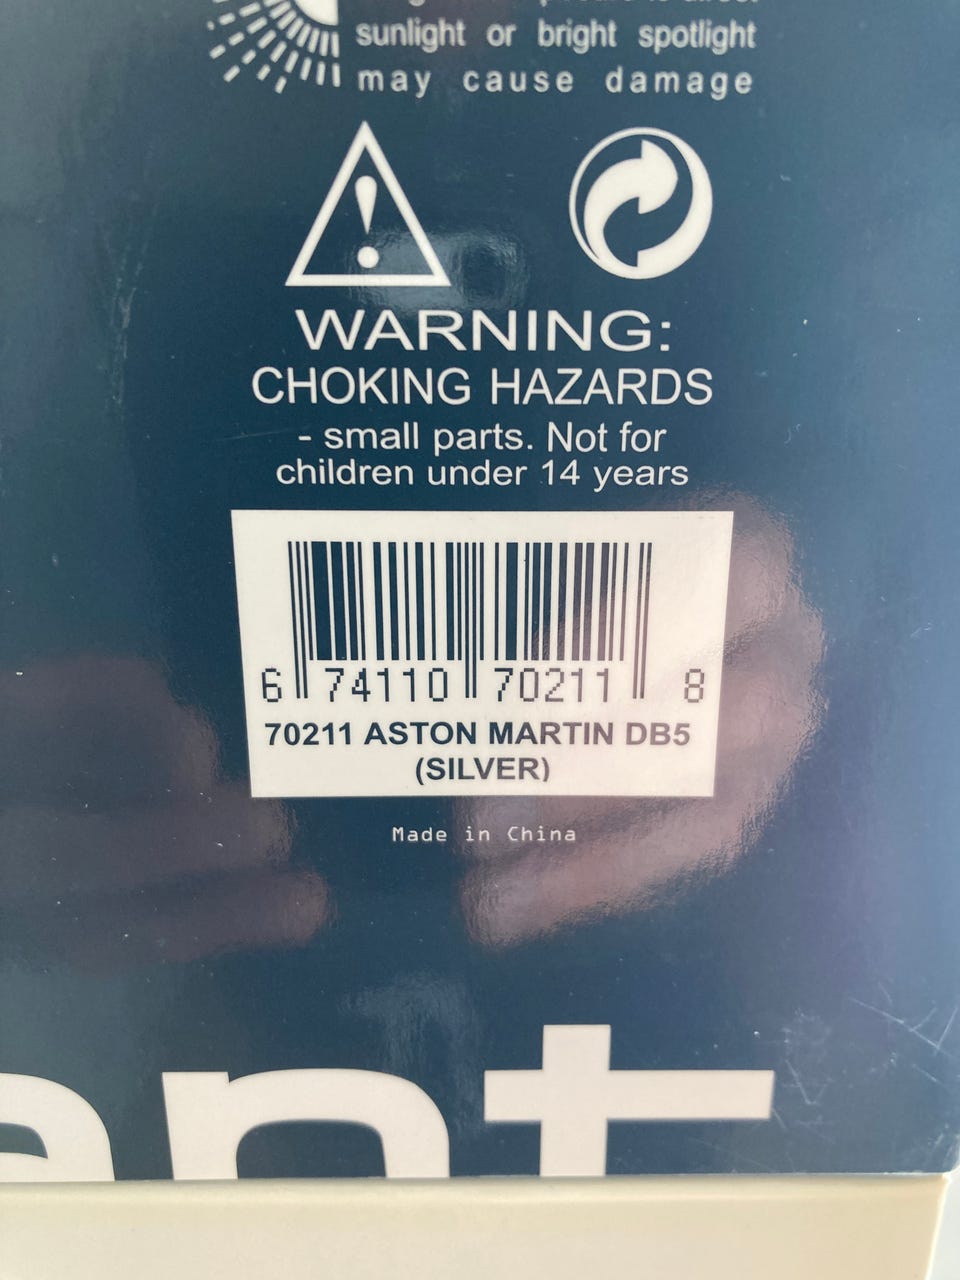 sunlight or bright spotlight
may cause damage
WARNING:
CHOKING HAZARDS
- small parts. Not for
children under 14 years
6 74110 70211 8
70211 ASTON MARTIN DB5
(SILVER)
Made in China
ant